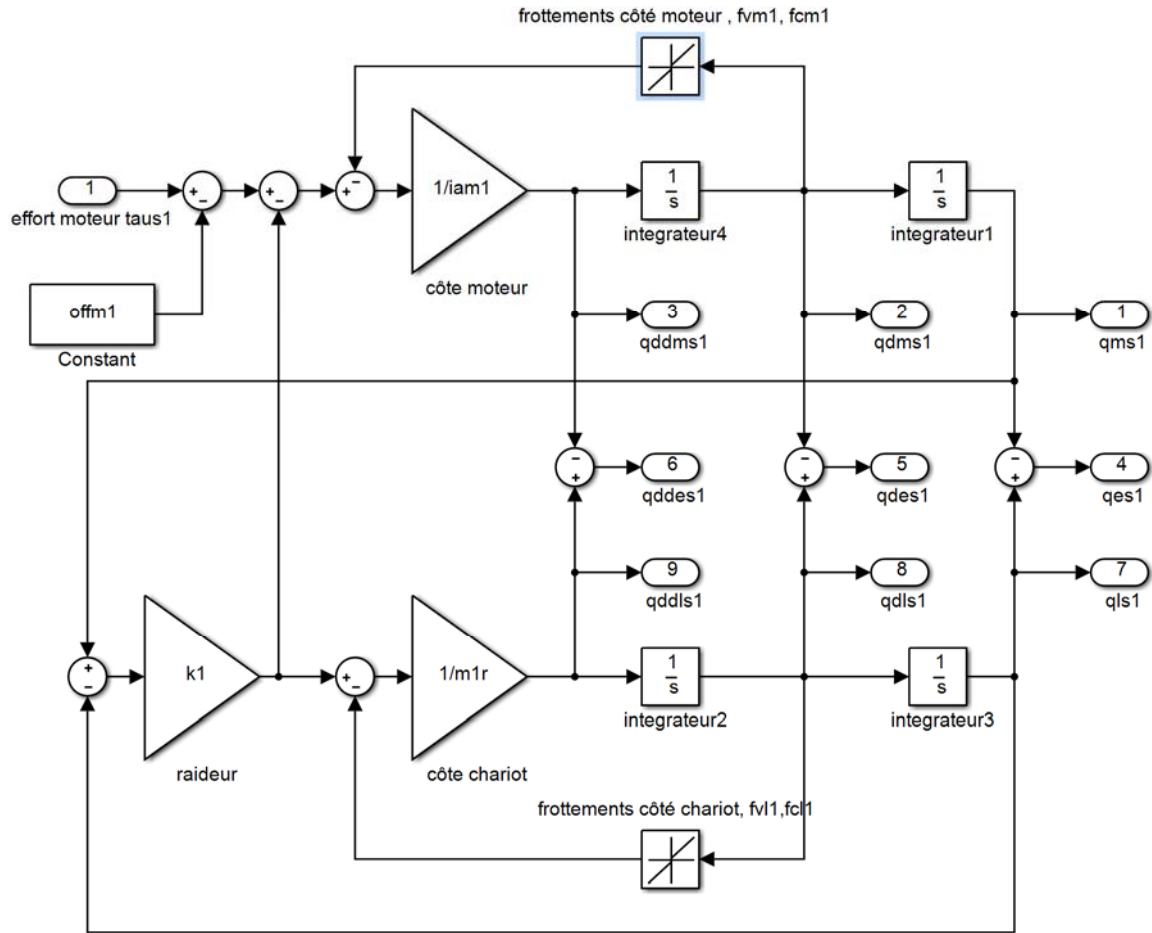 frottements côté moteur , fvm1, fcm1
1
effort moteur taus1
+
−
+
−
−
+
1/iam1
côte moteur
1
s
integrateur4
1
s
integrateur1
offm1
Constant
3
qddms1
2
qdms1
1
qms1
−
+
6
qddes1
−
+
5
qdes1
−
+
4
qes1
9
qddls1
8
qdls1
7
qls1
+
−
k1
raideur
+
−
1/m1r
côte chariot
1
s
integrateur2
1
s
integrateur3
frottements côté chariot, fvl1,fcl1